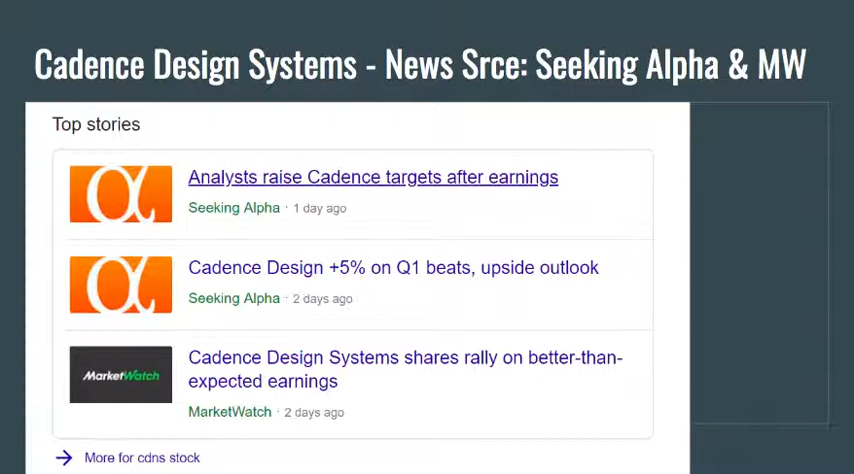 Cadence Design Systems - News Srce: Seeking Alpha & MW
Top stories
Analysts raise Cadence targets after earnings
Seeking Alpha · 1 day ago
Cadence Design +5% on Q1 beats, upside outlook
Seeking Alpha · 2 days ago
MarketWatch
Cadence Design Systems shares rally on better-than-
expected earnings
MarketWatch · 2 days ago
More for cdns stock